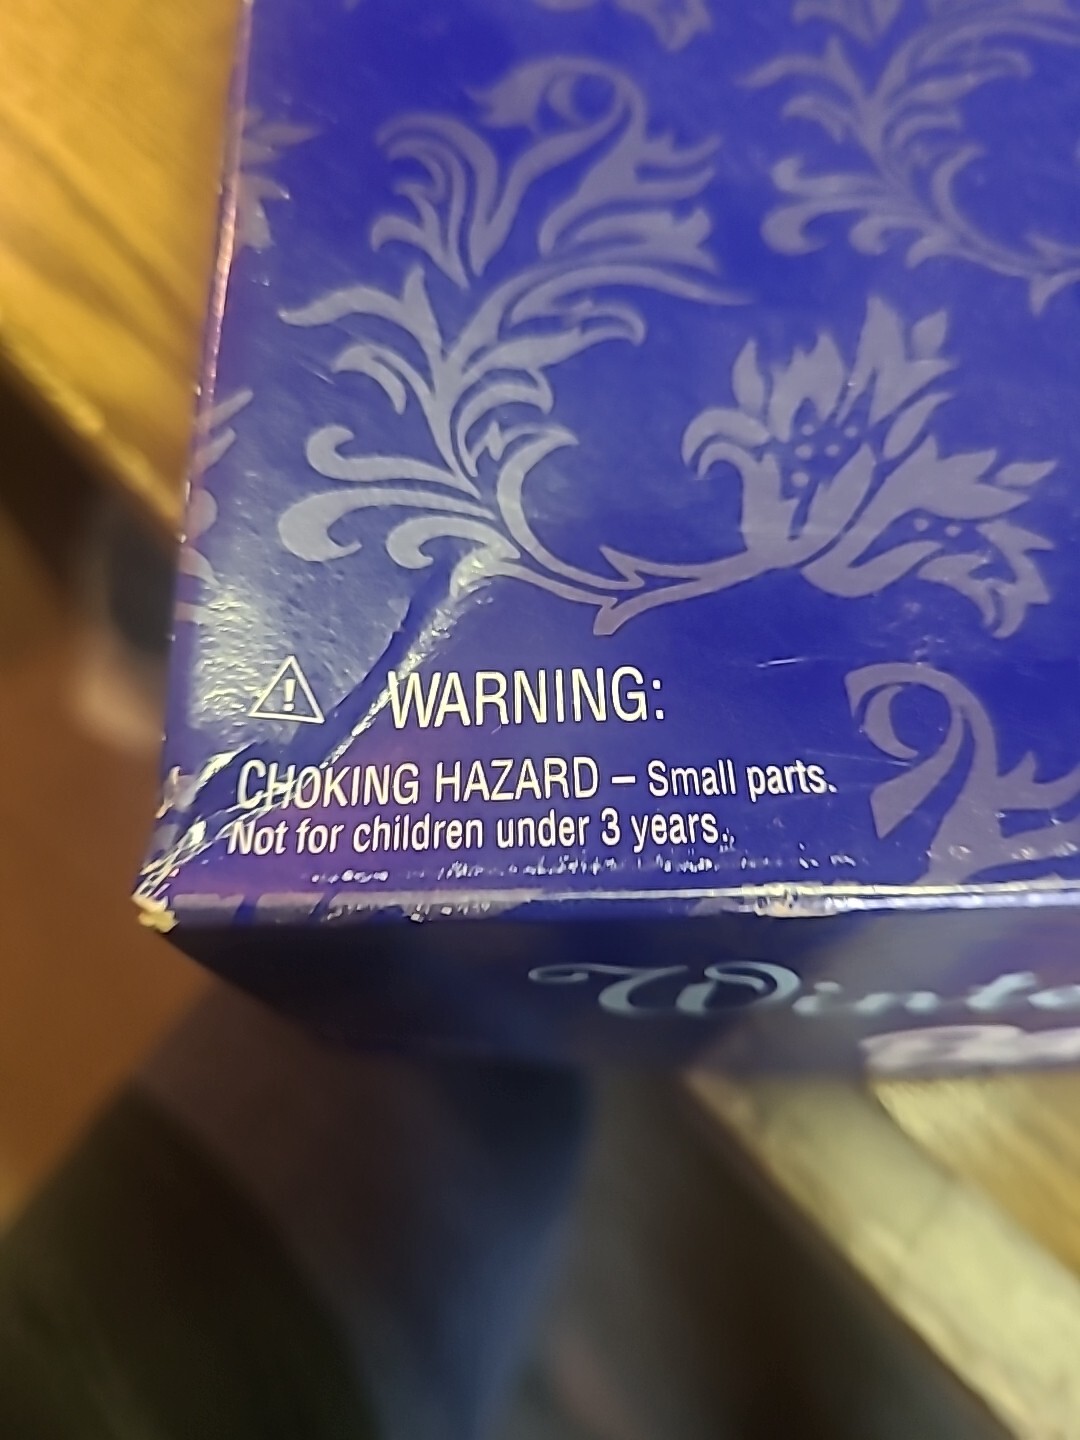 WARNING:
CHOKING HAZARD – Small parts.
Not for children under 3 years.